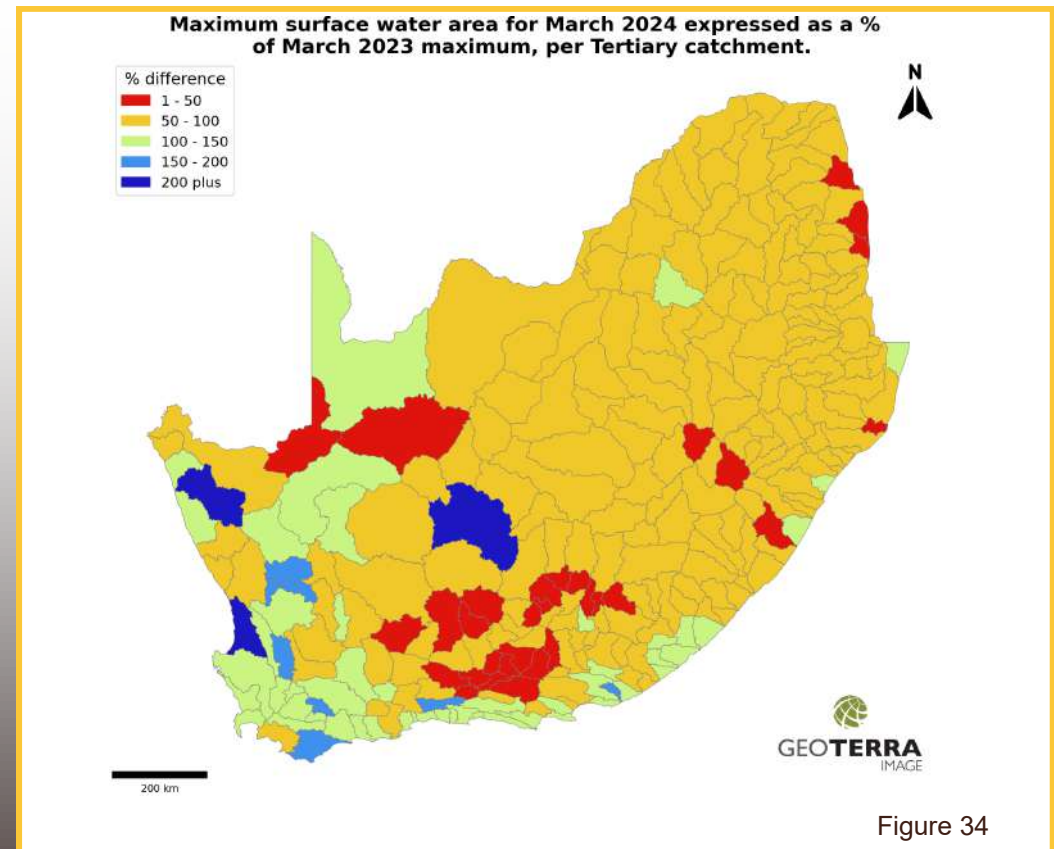 Maximum surface water area for March 2024 expressed as a %
of March 2023 maximum, per Tertiary catchment.
% difference
1 - 50
50 - 100
100 - 150
150 - 200
200 plus
N
GEOTERRA
IMAGE
200 km
Figure 34